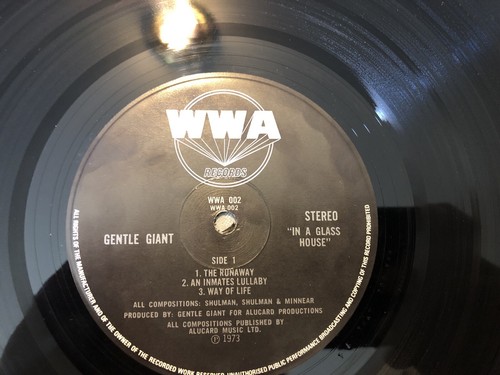 WWA
RECORDS
WWA 002
WWA 002
GENTLE GIANT
STEREO
"IN A GLASS
HOUSE"
SIDE 1
1. THE RUNAWAY
2. AN INMATES LULLABY
3. WAY OF LIFE
ALL COMPOSITIONS: SHULMAN, SHULMAN & MINNEAR
PRODUCED BY: GENTLE GIANT FOR ALUCARD PRODUCTIONS
ALL COMPOSITIONS PUBLISHED BY
ALUCARD MUSIC LTD.
℗ 1973
ALL RIGHTS OF THE MANUFACTURER AND OF THE OWNER OF THE RECORDED WORK RESERVED. UNAUTHORISED PUBLIC PERFORMANCE BROADCASTING AND COPYING OF THIS RECORD PROHIBITED